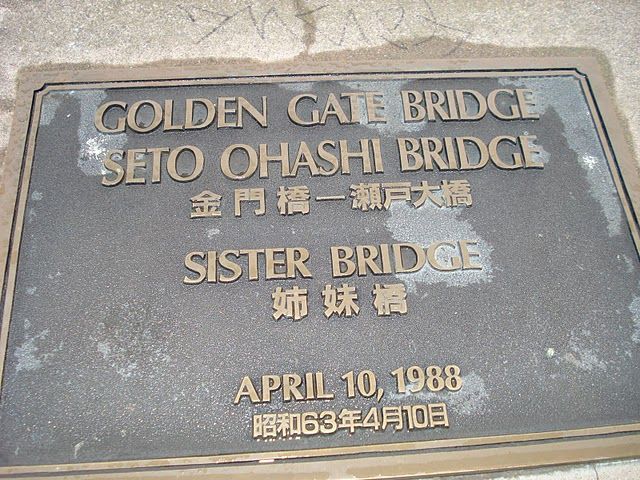 GOLDEN GATE BRIDGE
SETO OHASHI BRIDGE
金門橋－瀬戸大橋
SISTER BRIDGE
姉妹橋
APRIL 10, 1988
昭和63年4月10日